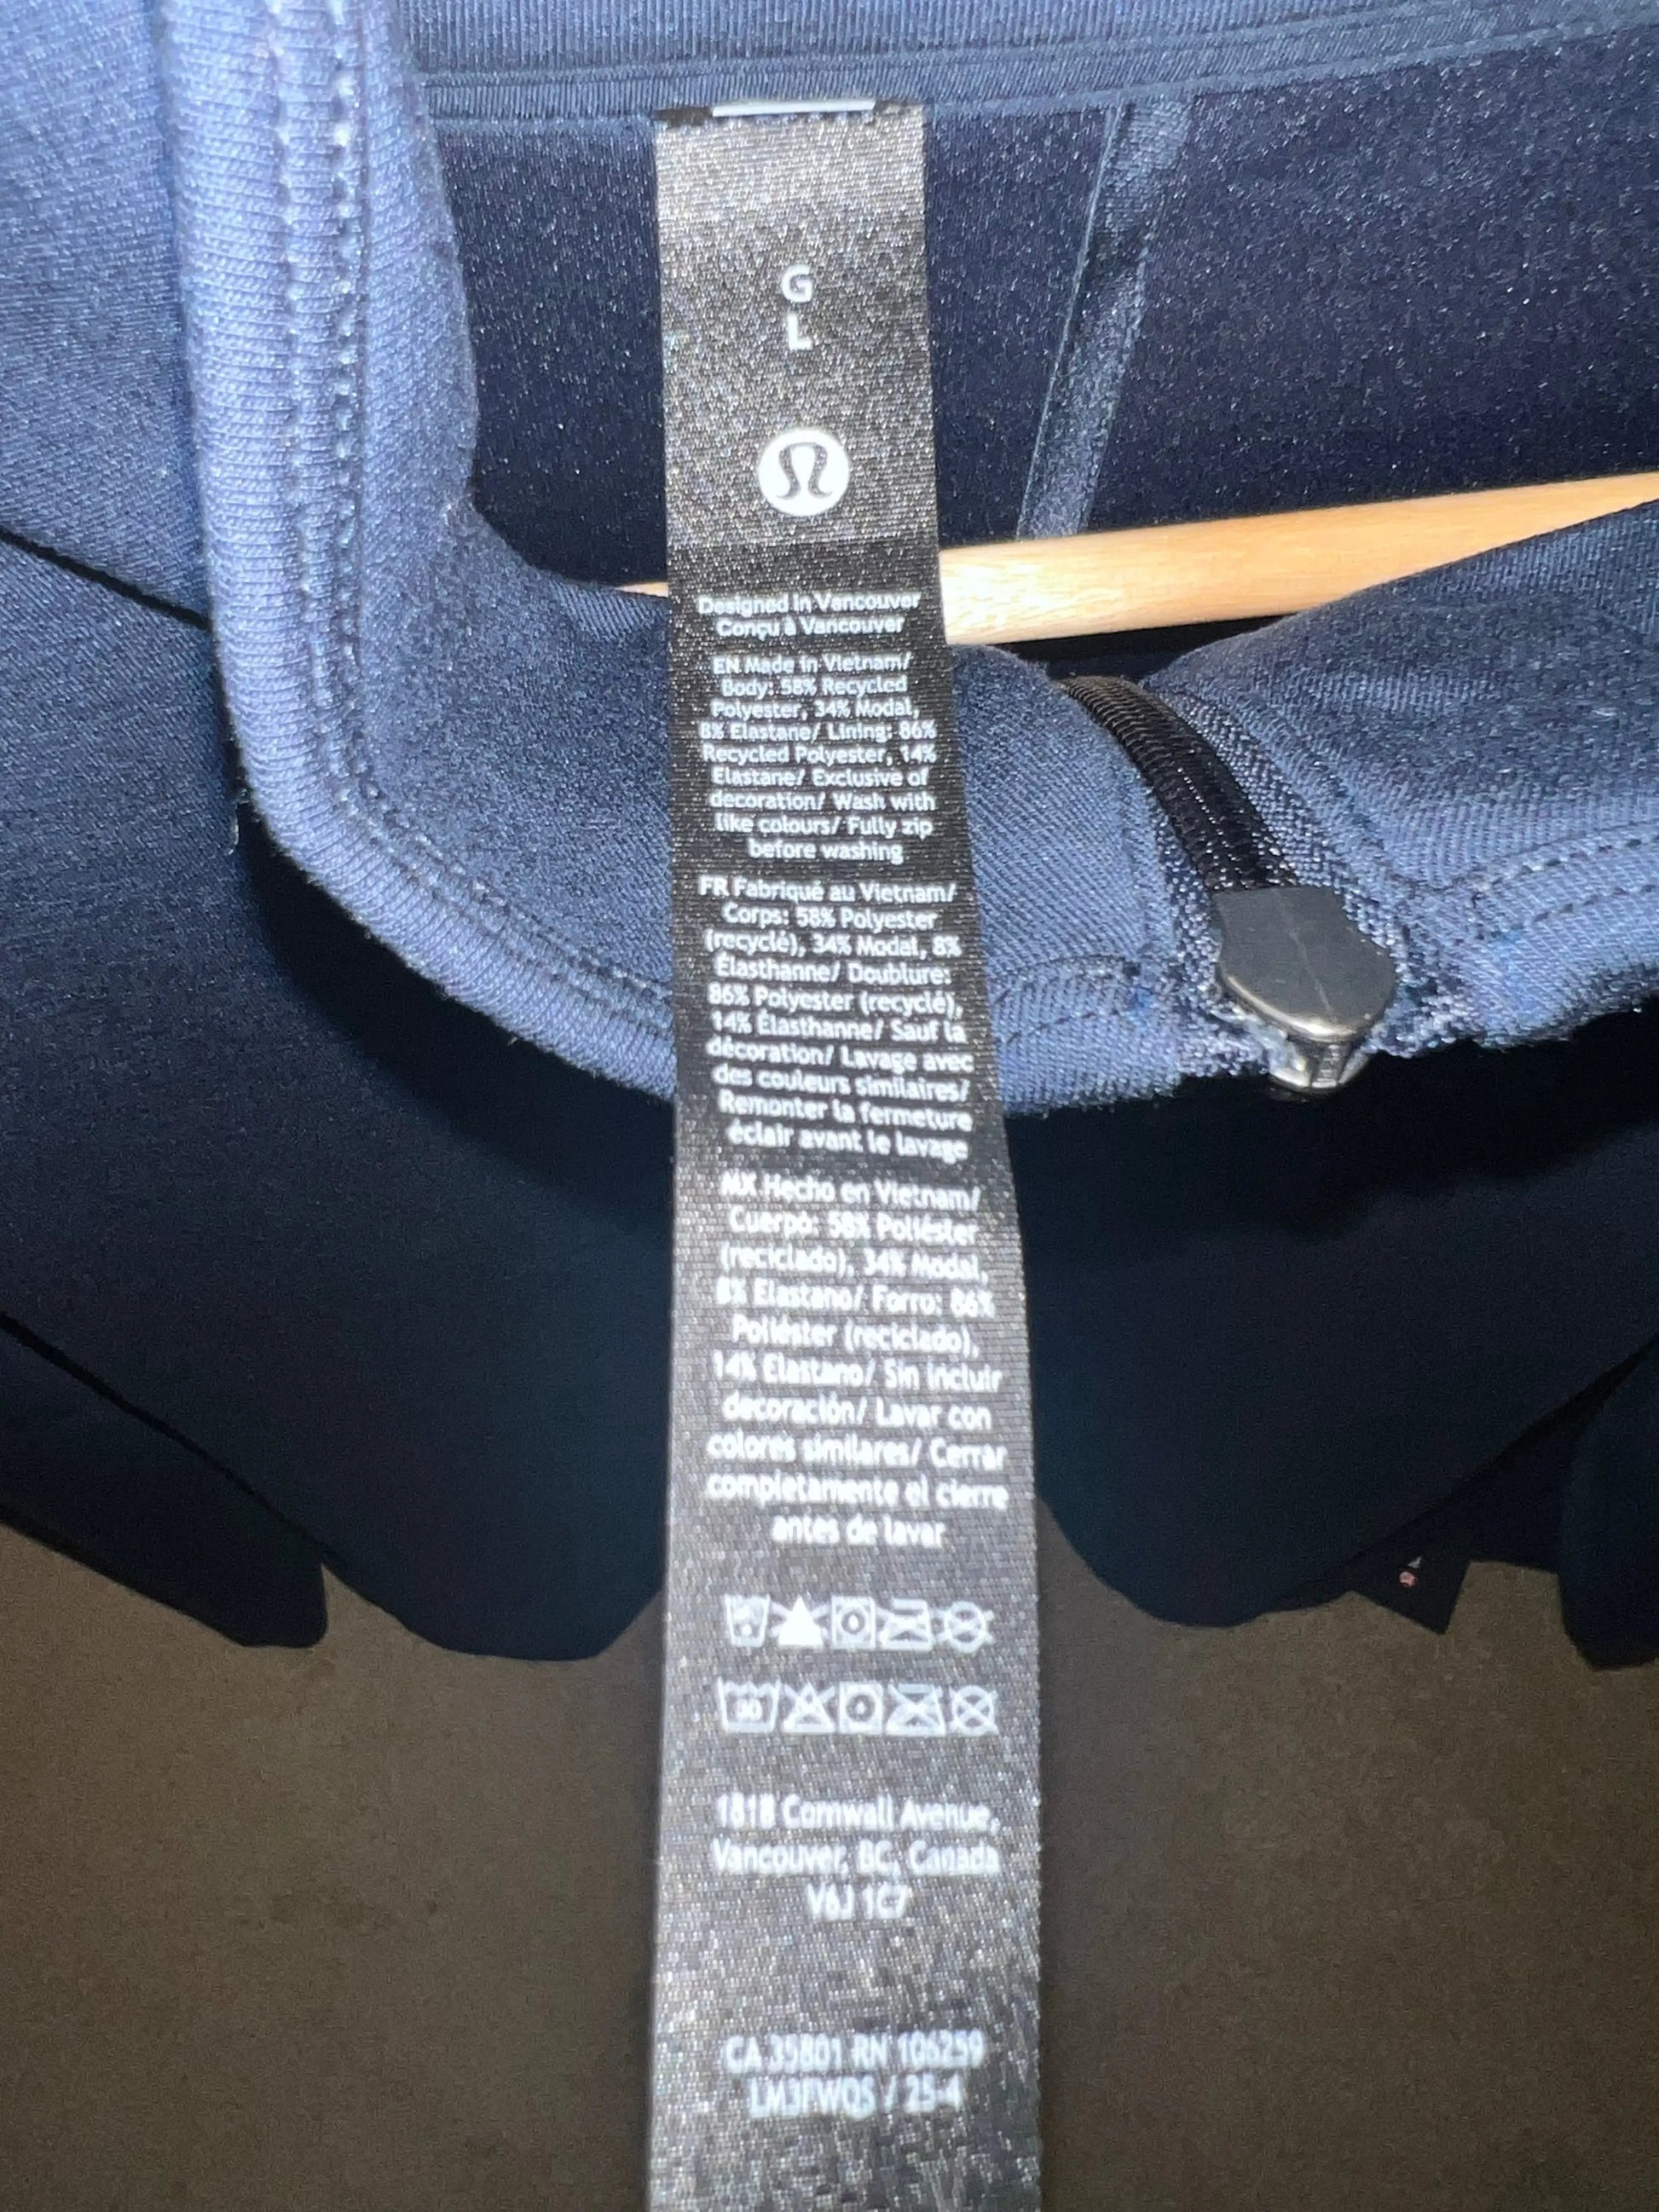 G
L
Designed in Vancouver
Conçu à Vancouver
EN Made in Vietnam/
Body: 58% Recycled
Polyester, 34% Modal,
8% Elastane/ Lining: 86%
Recycled Polyester, 14%
Elastane/ Exclusive of
decoration/ Wash with
like colours/ Fully zip
before washing
FR Fabriqué au Vietnam/
Corps: 58% Polyester
(recyclé), 34% Modal, 8%
Élasthanne/ Doublure:
86% Polyester (recyclé),
14% Élasthanne/ Sauf la
décoration/ Lavage avec
des couleurs similaires/
Remonter la fermeture
éclair avant le lavage
MX Hecho en Vietnam/
Cuerpo: 58% Poliéster
(reciclado), 34% Modal,
8% Elastano/ Forro: 86%
Poliéster (reciclado),
14% Elastano/ Sin incluir
decoración/ Lavar con
colores similares/ Cerrar
completamente el cierre
antes de lavar
30
1818 Cornwall Avenue,
Vancouver, BC, Canada
V6J 1C7
CA 35801 RN 106259
/ 25-4